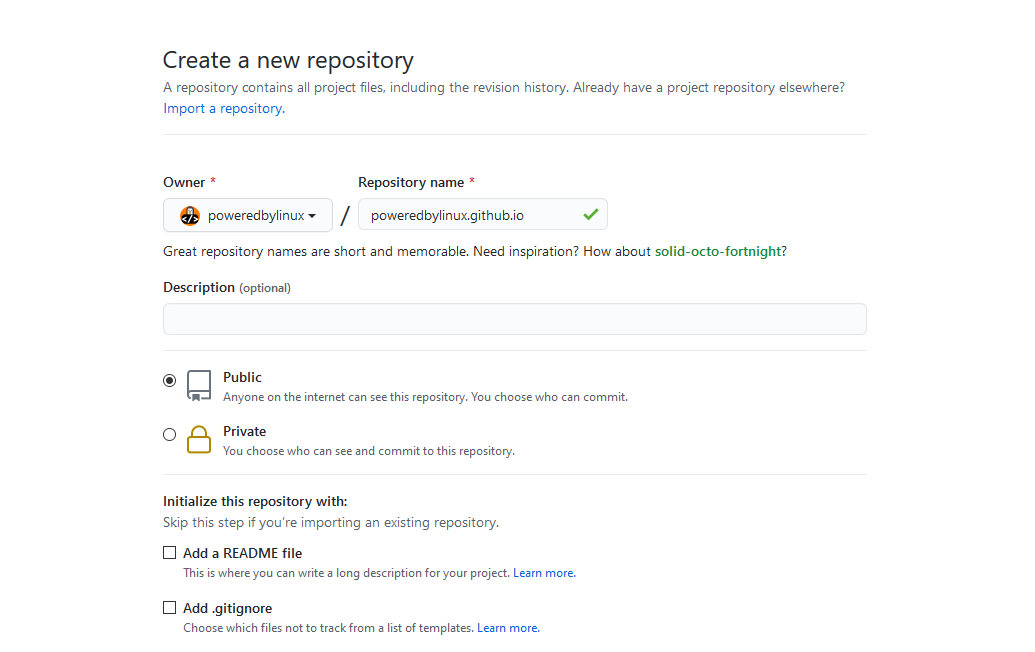 Create a new repository
A repository contains all project files, including the revision history. Already have a project repository elsewhere?
Import a repository.
Owner * Repository name *
poweredbylinux / poweredbylinux.github.io
Great repository names are short and memorable. Need inspiration? How about solid-octo-fortnight?
Description (optional)
Public
Anyone on the internet can see this repository. You choose who can commit.
Private
You choose who can see and commit to this repository.
Initialize this repository with:
Skip this step if you're importing an existing repository.
Add a README file
This is where you can write a long description for your project. Learn more.
Add .gitignore
Choose which files not to track from a list of templates. Learn more.